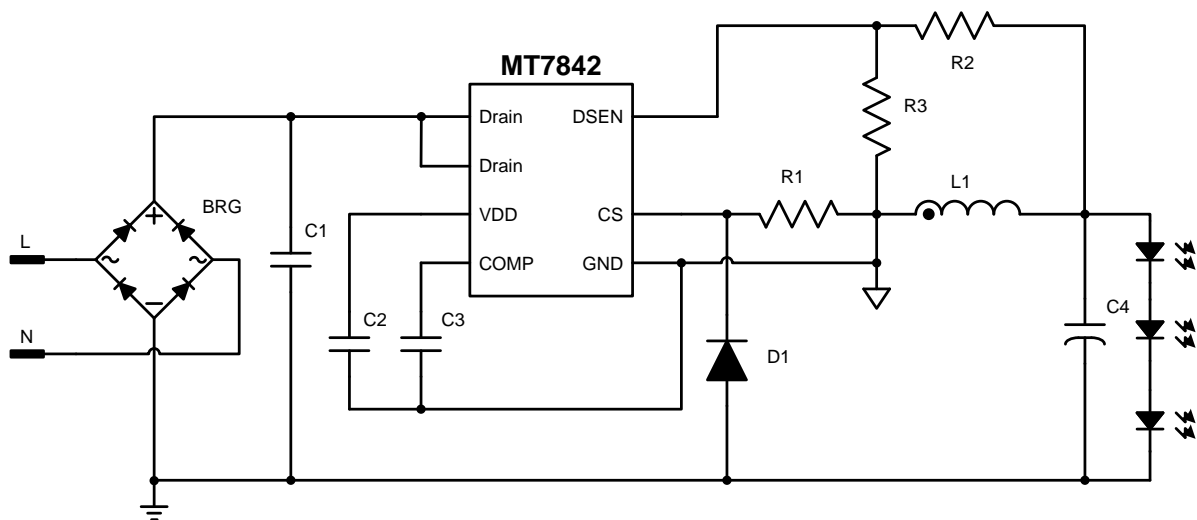 MT7842
R2
Drain
DSEN
R3
Drain
R1
L1
BRG
VDD
CS
C1
L
COMP
GND
C2
C3
C4
N
D1